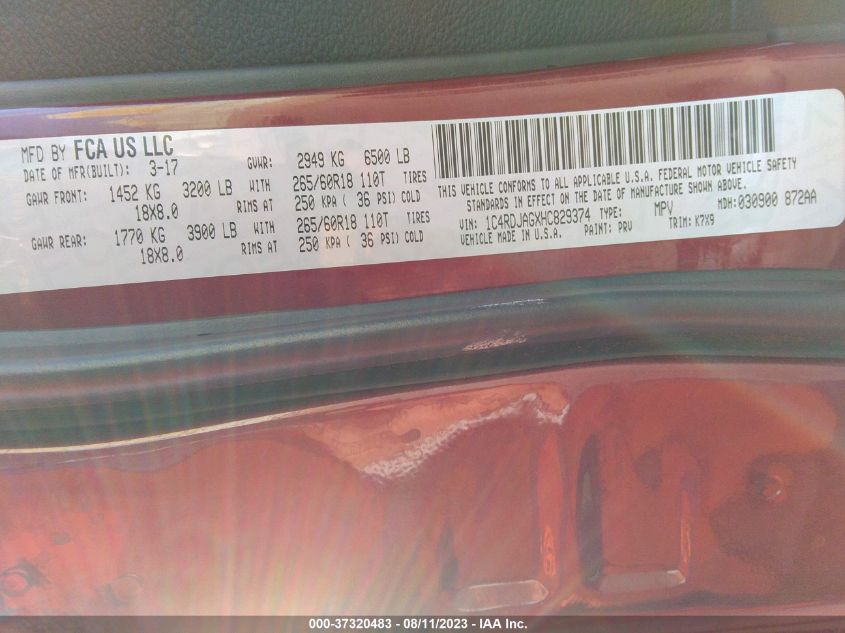 MFD BY FCA US LLC
DATE OF MFR(BUILT): 3-17 GVWR: 2949 KG 6500 LB
GAWR FRONT: 1452 KG 3200 LB WITH 265/60R18 110T TIRES
18X8.0 RIMS AT 250 KPA ( 36 PSI) COLD
GAWR REAR: 1770 KG 3900 LB WITH 265/60R18 110T TIRES
18X8.0 RIMS AT 250 KPA ( 36 PSI) COLD
THIS VEHICLE CONFORMS TO ALL APPLICABLE U.S.A. FEDERAL MOTOR VEHICLE SAFETY
STANDARDS IN EFFECT ON THE DATE OF MANUFACTURE SHOWN ABOVE.
VIN: 1C4RDJAGXHC829374 TYPE: MPV MDH: 030900 872AA
VEHICLE MADE IN U.S.A. PAINT: PRV TRIM: K7X9
000-37320483 - 08/11/2023 - IAA Inc.